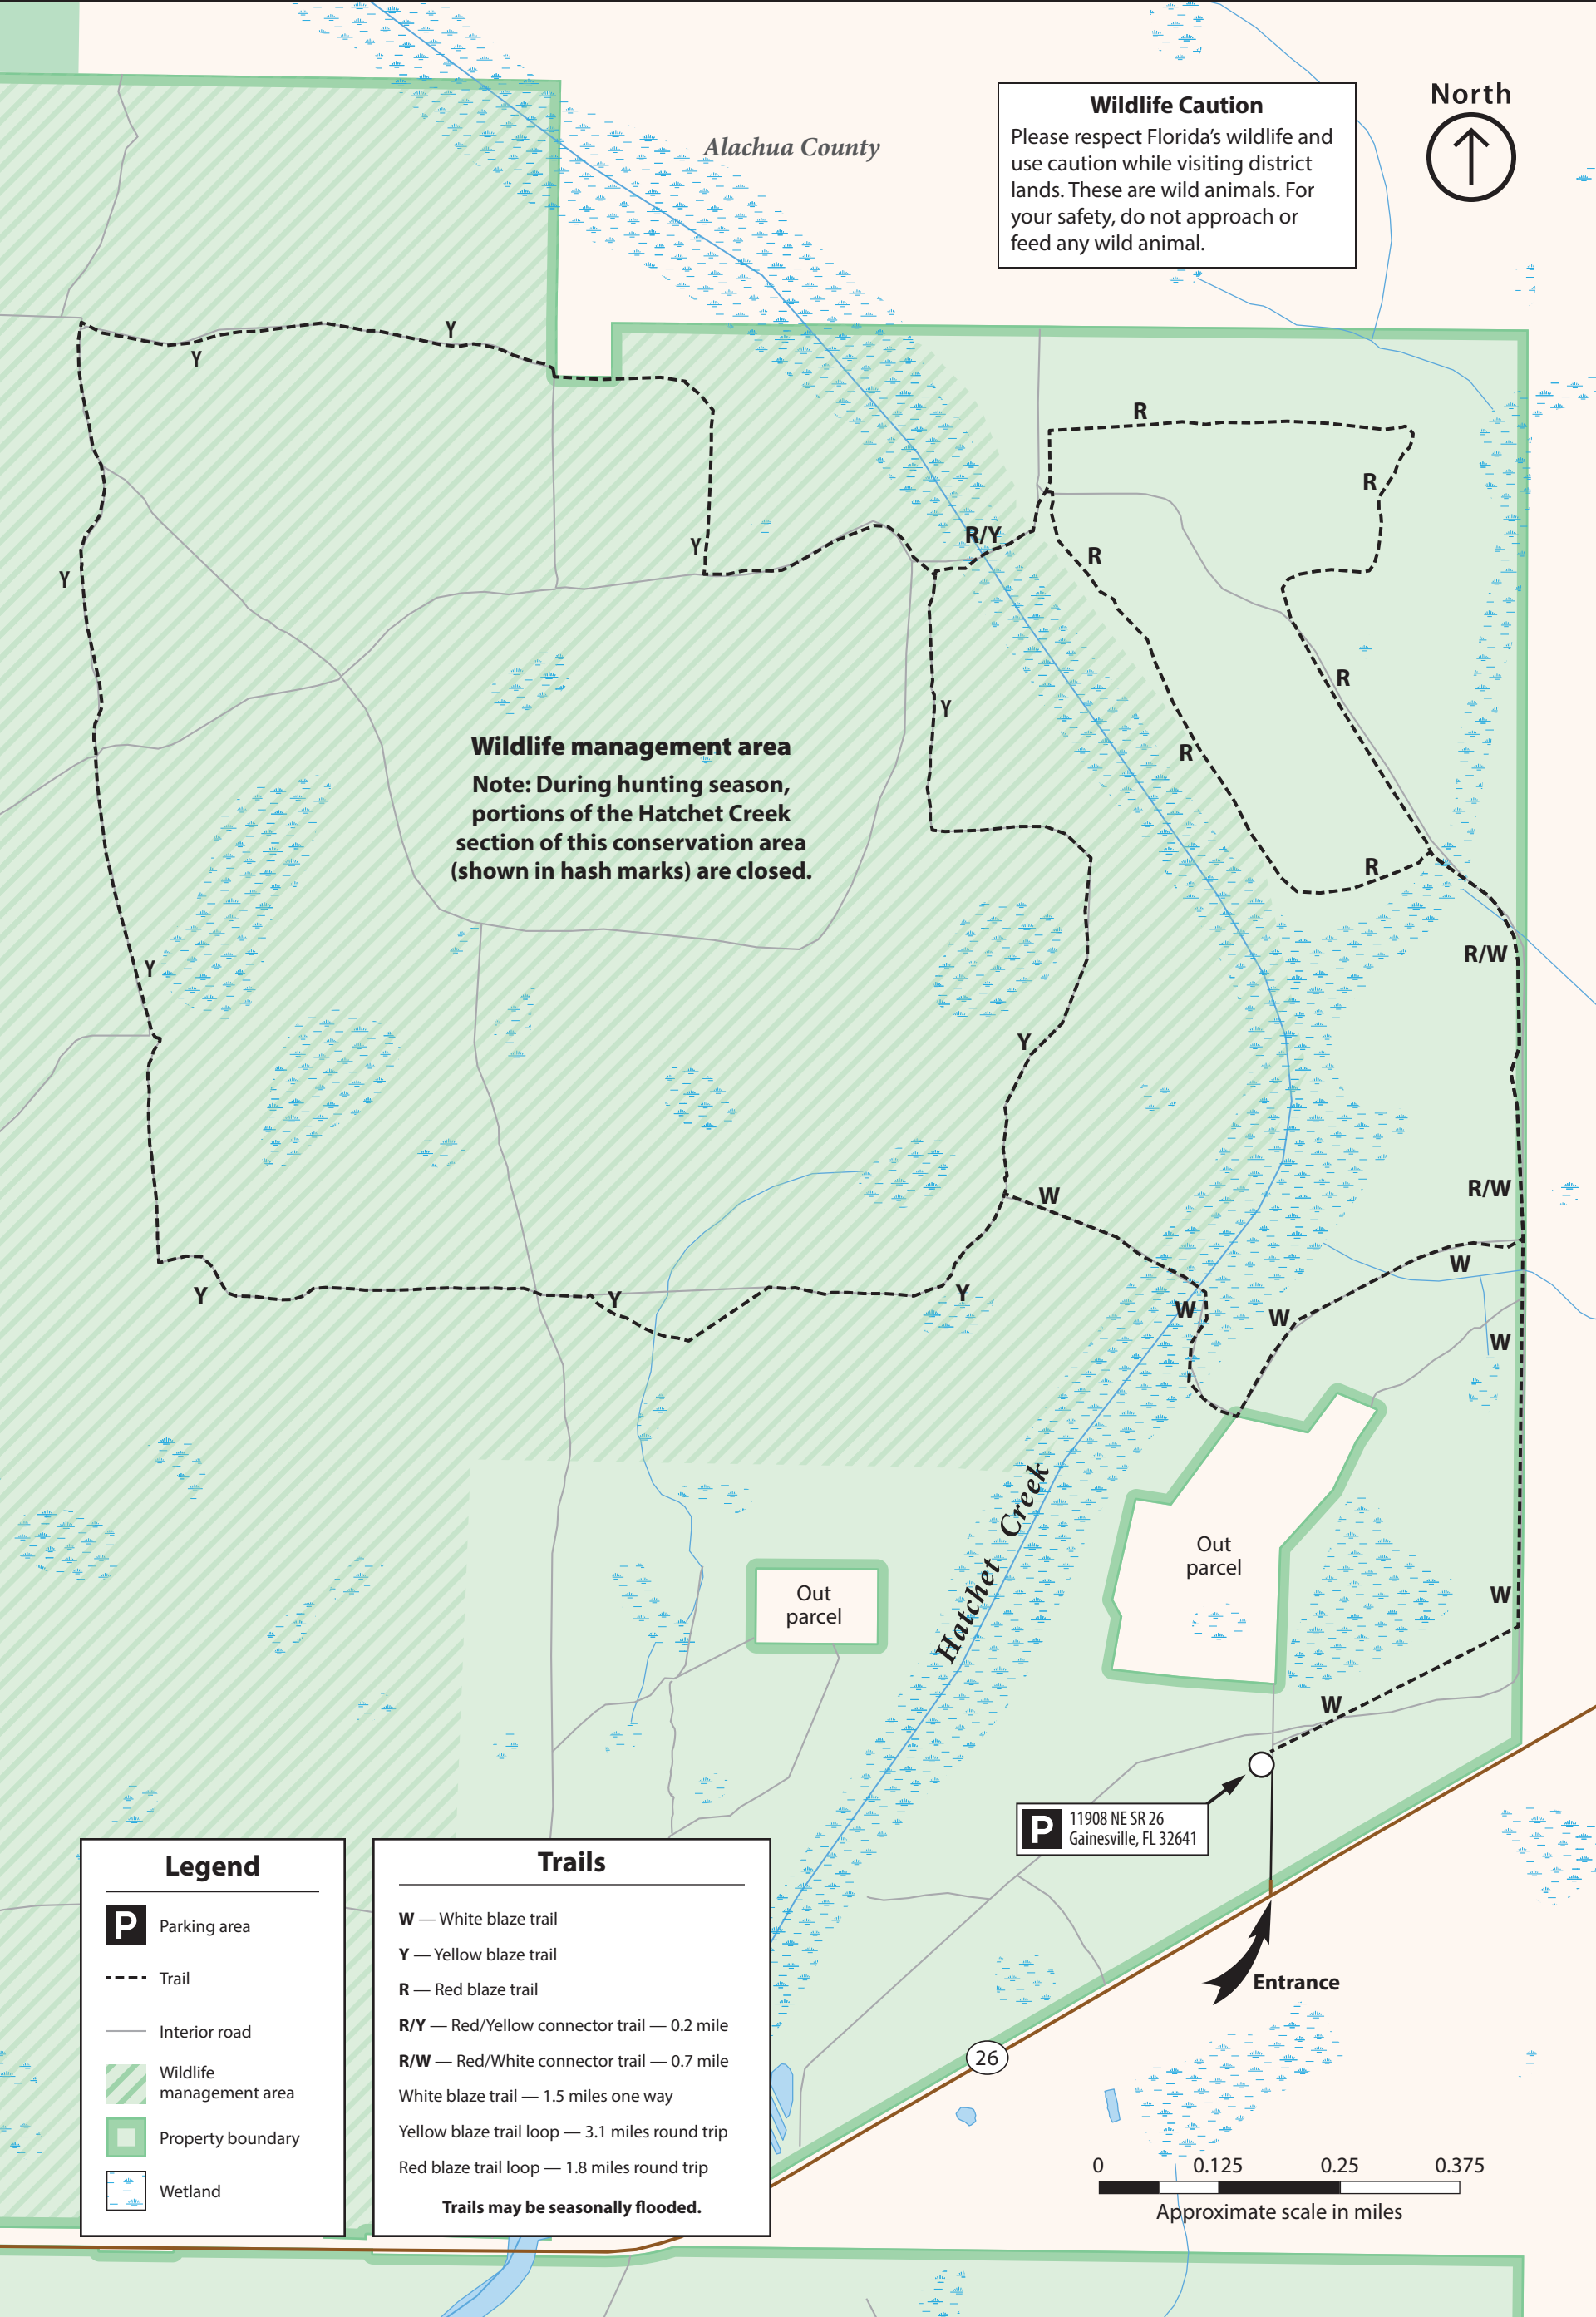 Alachua County
Wildlife Caution
Please respect Florida's wildlife and
use caution while visiting district
lands. These are wild animals. For
your safety, do not approach or
feed any wild animal.
North
Y
Y
R
R
Y
R/Y
R
Y
R
Y
R
Wildlife management area
Note: During hunting season,
portions of the Hatchet Creek
section of this conservation area
(shown in hash marks) are closed.
R
R/W
Y
Y
W
R/W
W
Y
Y
Y
W
W
W
Hatchet Creek
Out
parcel
Out
parcel
W
W
P
11908 NE SR 26
Gainesville, FL 32641
Entrance
26
Legend
P
Parking area
Trail
Interior road
Wildlife
management area
Property boundary
Wetland
Trails
W — White blaze trail
Y — Yellow blaze trail
R — Red blaze trail
R/Y — Red/Yellow connector trail — 0.2 mile
R/W — Red/White connector trail — 0.7 mile
White blaze trail — 1.5 miles one way
Yellow blaze trail loop — 3.1 miles round trip
Red blaze trail loop — 1.8 miles round trip
Trails may be seasonally flooded.
0 0.125 0.25 0.375
Approximate scale in miles